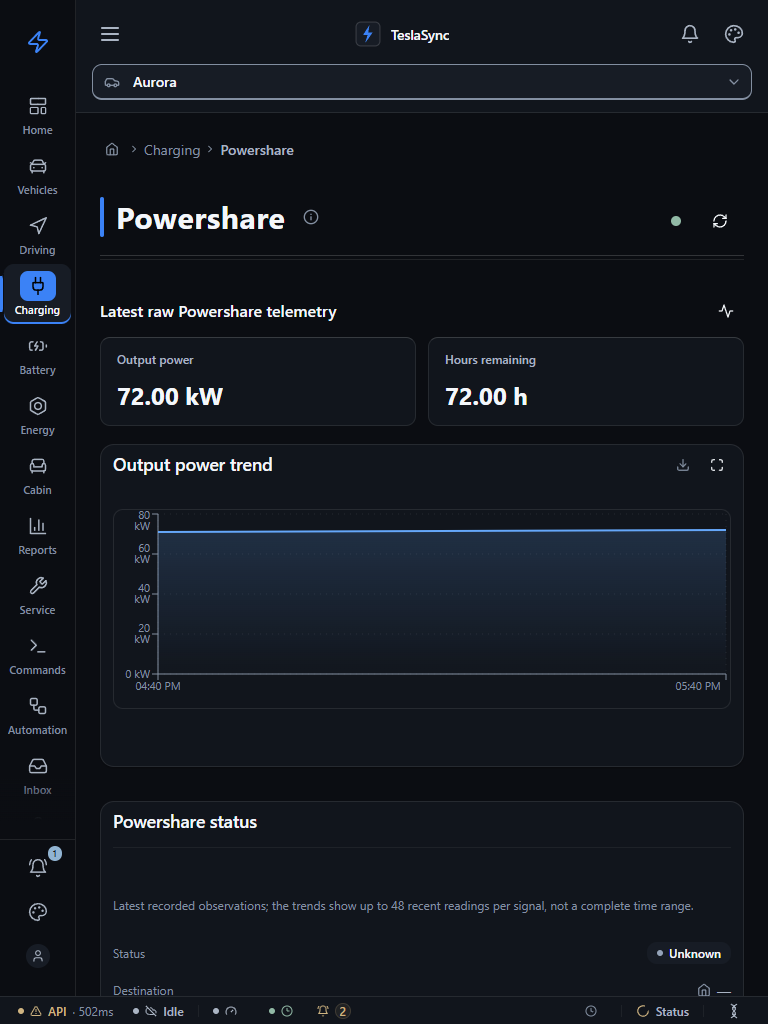 TeslaSync
Aurora
Home
Vehicles
Driving
Charging
Battery
Energy
Cabin
Reports
Service
Commands
Automation
Inbox
1
Charging
Powershare
Powershare
Latest raw Powershare telemetry
Output power
72.00 kW
Hours remaining
72.00 h
Output power trend
80
kW
60
kW
40
kW
20
kW
0 kW
04:40 PM
05:40 PM
Powershare status
Latest recorded observations; the trends show up to 48 recent readings per signal, not a complete time range.
Status
Unknown
Destination
—
API · 502ms
Idle
2
Status